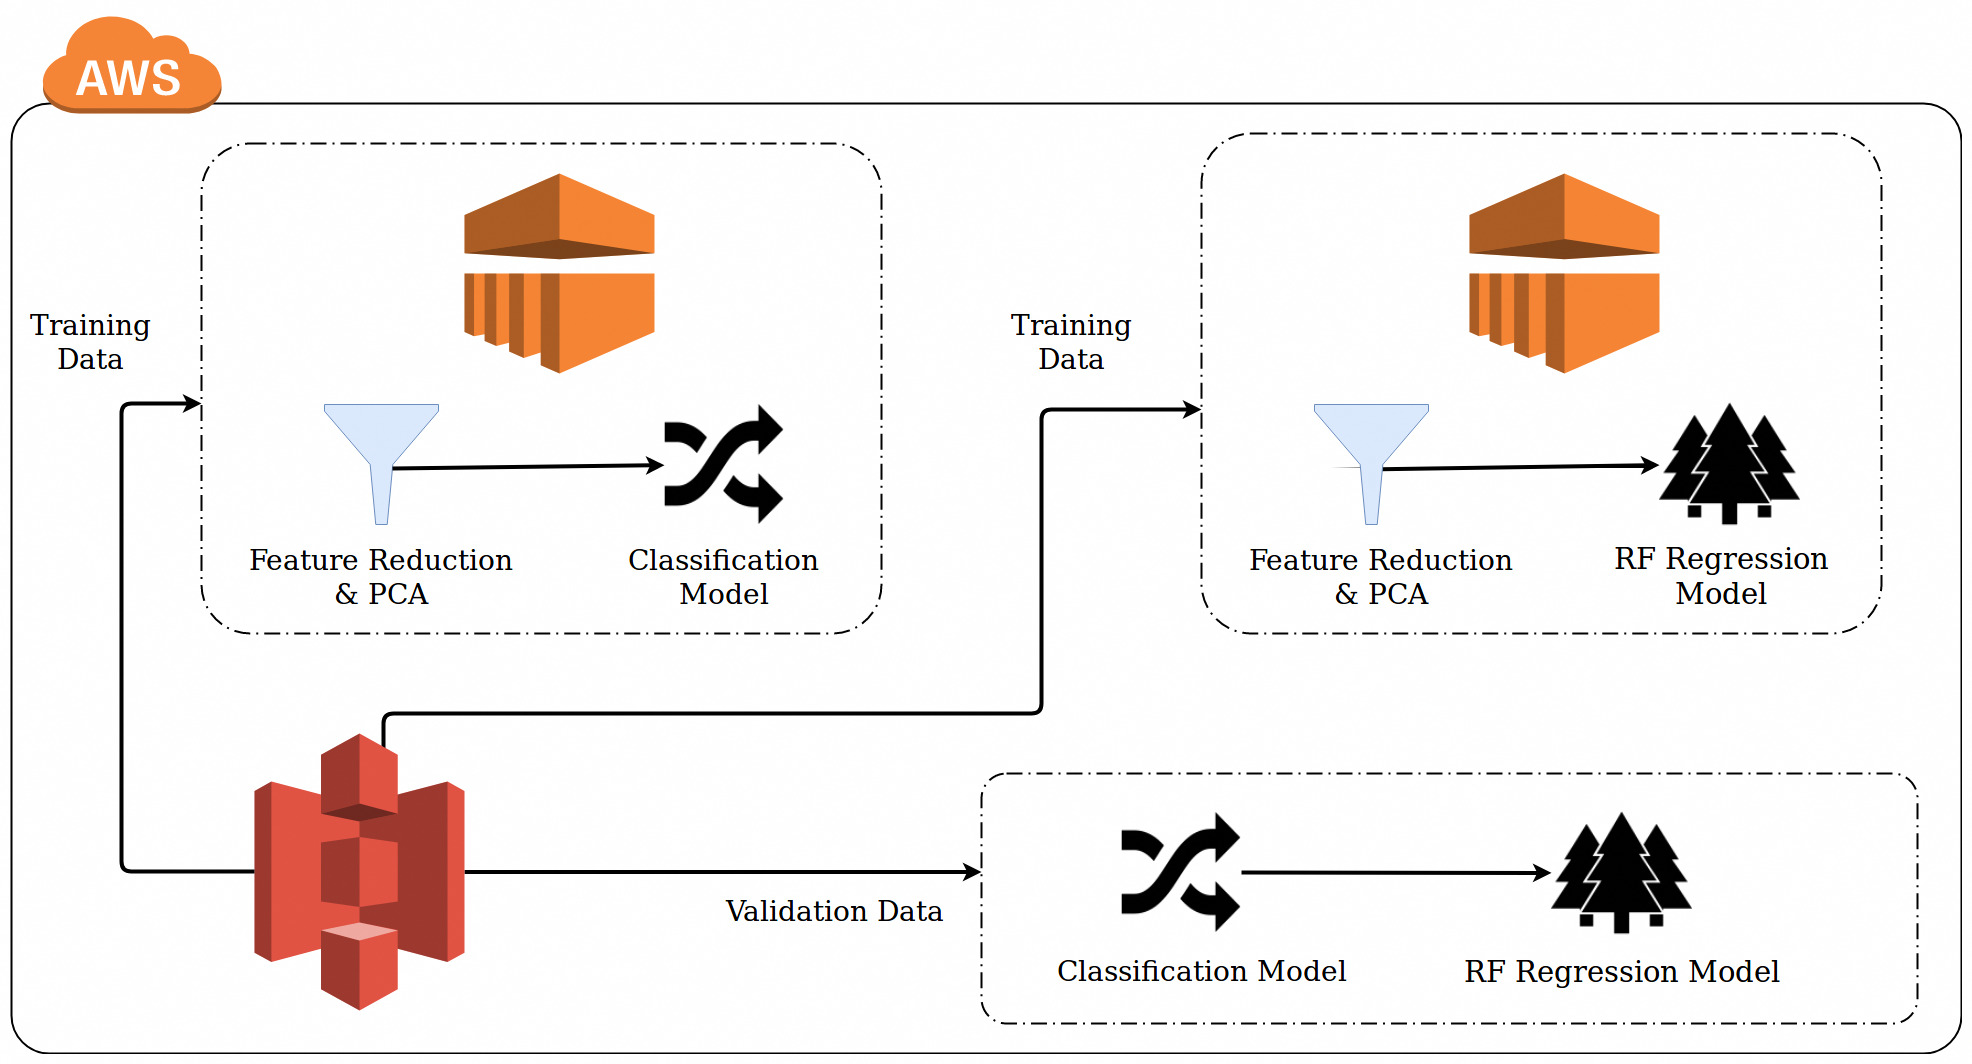 AWS
Training
Data
Feature Reduction
& PCA
Classification
Model
Training
Data
Feature Reduction
& PCA
RF Regression
Model
Validation Data
Classification Model
RF Regression Model